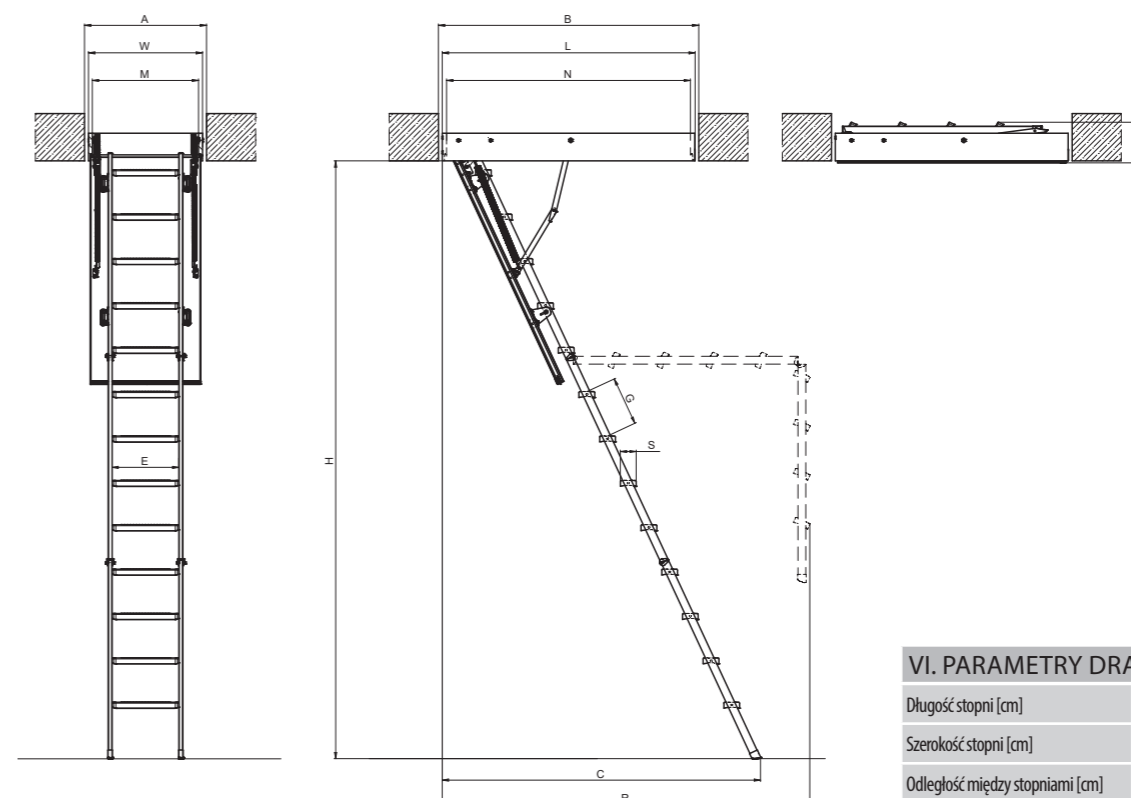 A
W
M
B
L
N
E
H
G
S
C
VI. PARAMETRY DRA
Długość stopni [cm]
Szerokość stopni [cm]
Odległość między stopniami [cm]